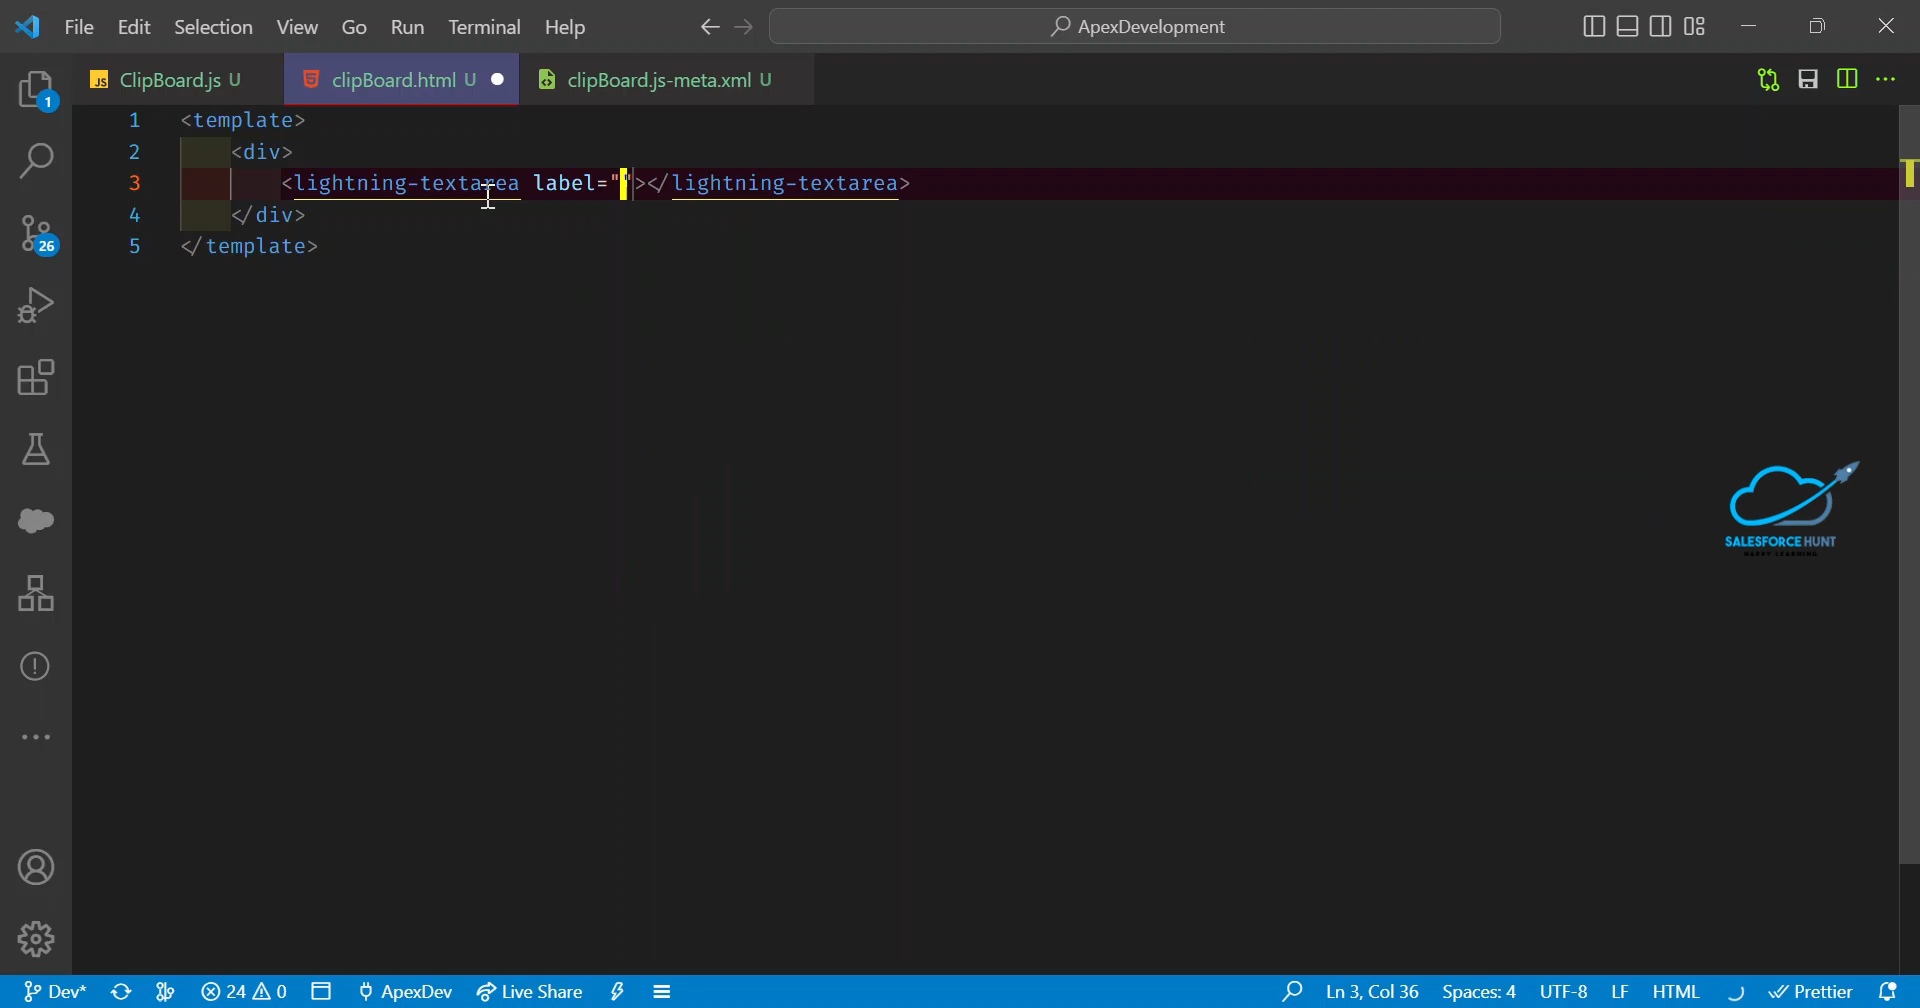 File Edit Selection View Go Run Terminal Help ApexDevelopment
ClipBoard.js U clipBoard.html U clipBoard.js-meta.xml U
1 <template>
2 <div>
3 <lightning-textarea label=""></lightning-textarea>
4 </div>
5 </template>
1
26
SALESFORCE HUNT
HAPPY LEARNING
Dev* 24 0 ApexDev Live Share Ln 3, Col 36 Spaces: 4 UTF-8 LF HTML Prettier